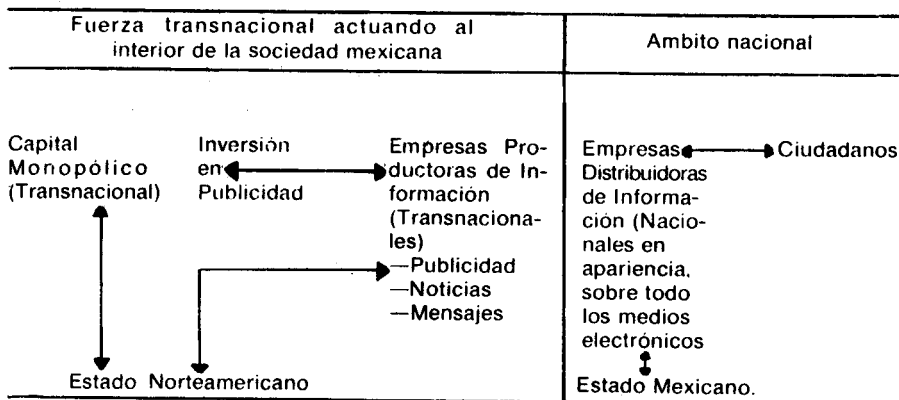 Fuerza transnacional actuando al
interior de la sociedad mexicana
Ambito nacional
Capital
Monopólico
(Transnacional)
Inversión
en
Publicidad
Empresas Pro-
ductoras de In-
formación
(Transnaciona-
les)
—Publicidad
—Noticias
—Mensajes
Estado Norteamericano
Empresas
Distribuidoras
de Informa-
ción (Nacio-
nales en
apariencia,
sobre todo
los medios
electrónicos
Ciudadanos
Estado Mexicano.